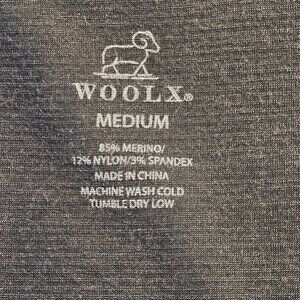 WOOLX®
MEDIUM
85% MERINO/
12% NYLON/3% SPANDEX
MADE IN CHINA
MACHINE WASH COLD
TUMBLE DRY LOW